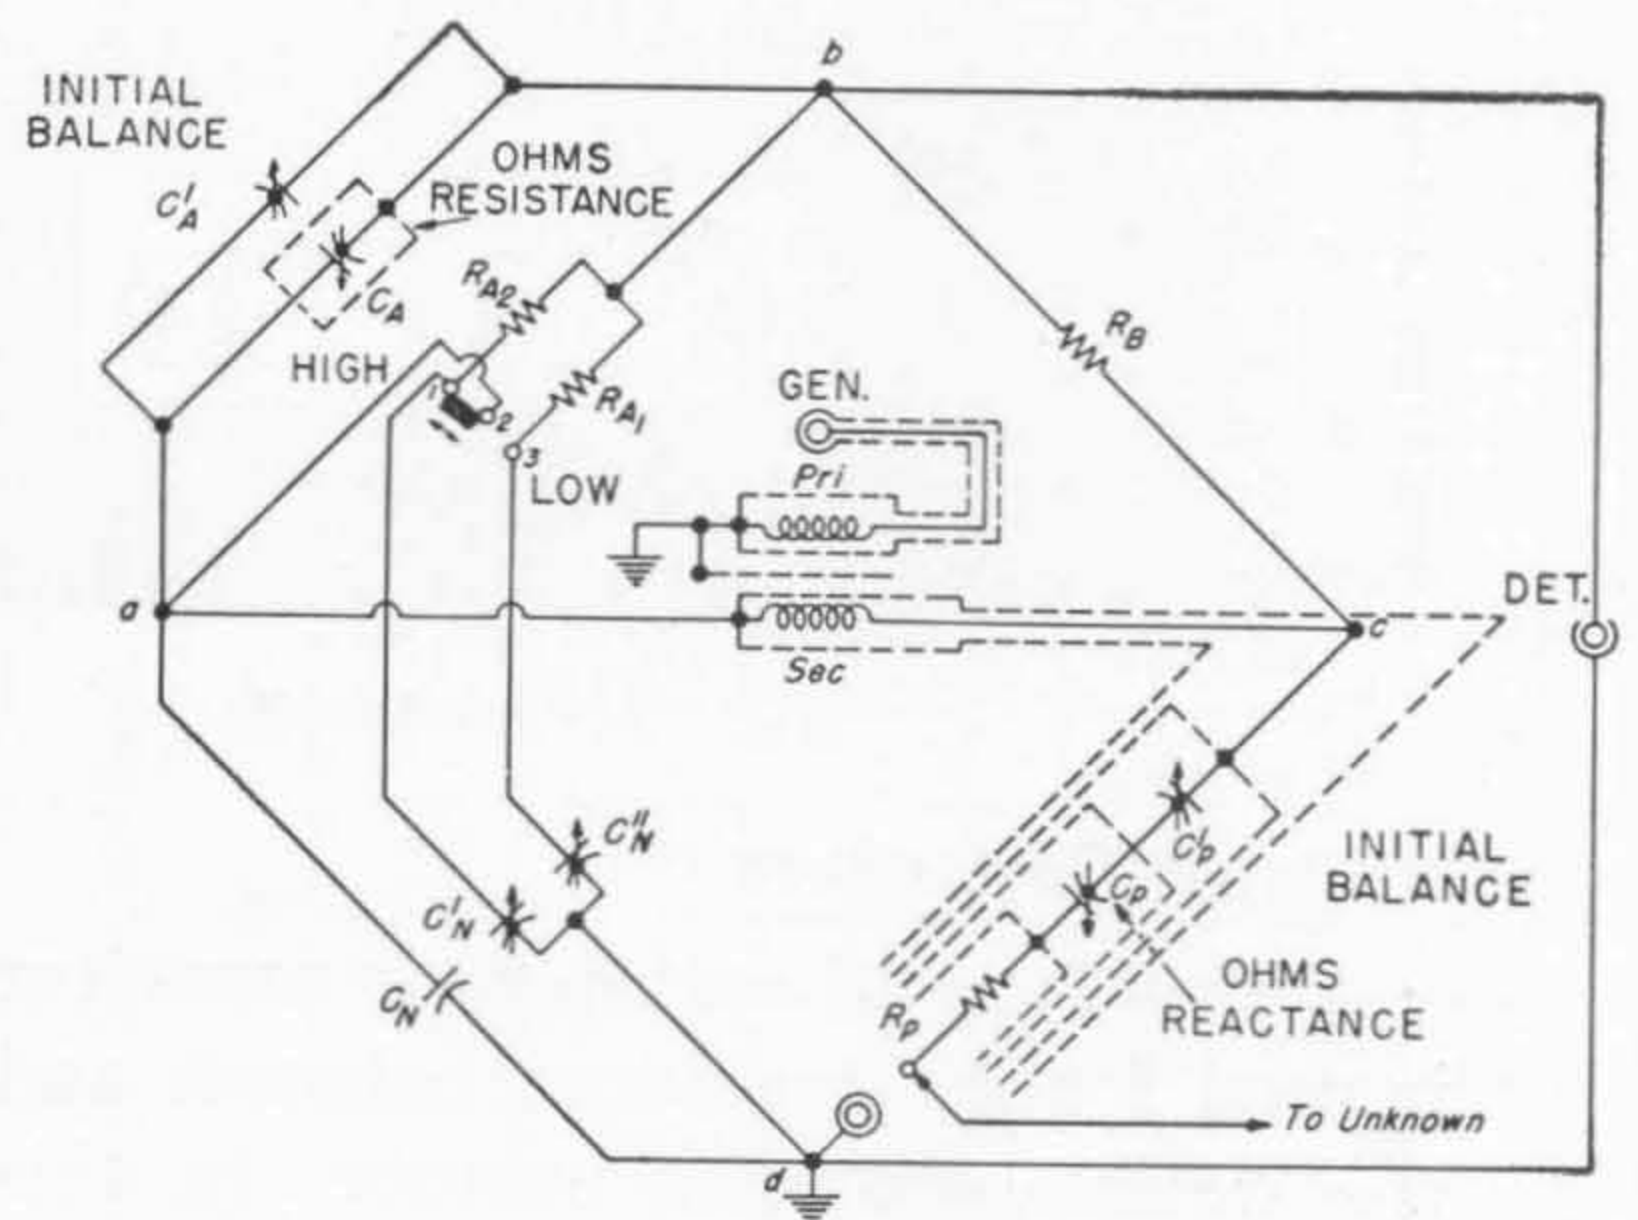 b
INITIAL
BALANCE
OHMS
RESISTANCE
C'A
CA
RA2
HIGH
1
2
RA1
3
LOW
RB
GEN.
Pri
Sec
a
c
DET.
C''N
C'N
CN
C'P
CP
INITIAL
BALANCE
OHMS
REACTANCE
RP
To Unknown
d